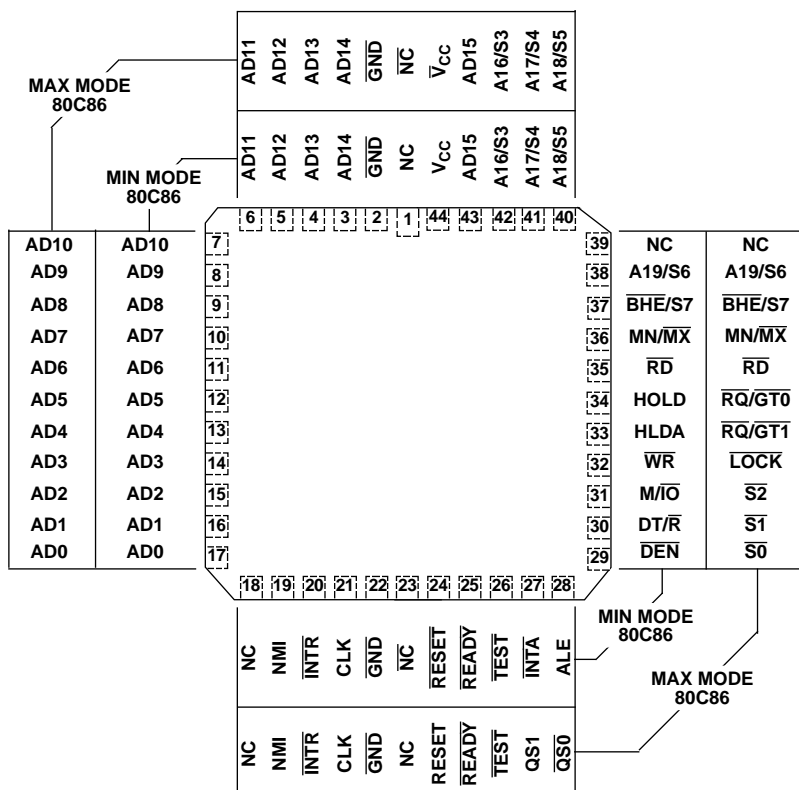 AD11 AD12 AD13 AD14 GND NC VCC AD15 A16/S3 A17/S4 A18/S5
MAX MODE
80C86
AD11 AD12 AD13 AD14 GND NC VCC AD15 A16/S3 A17/S4 A18/S5
MIN MODE
80C86
6 5 4 3 2 1 44 43 42 41 40
AD10 AD10 7 39 NC NC
AD9 AD9 8 38 A19/S6 A19/S6
AD8 AD8 9 37 BHE/S7 BHE/S7
AD7 AD7 10 36 MN/MX MN/MX
AD6 AD6 11 35 RD RD
AD5 AD5 12 34 HOLD RQ/GT0
AD4 AD4 13 33 HLDA RQ/GT1
AD3 AD3 14 32 WR LOCK
AD2 AD2 15 31 M/IO S2
AD1 AD1 16 30 DT/R S1
AD0 AD0 17 29 DEN S0
18 19 20 21 22 23 24 25 26 27 28
NC NMI INTR CLK GND NC RESET READY TEST INTA ALE
MIN MODE
80C86
MAX MODE
80C86
NC NMI INTR CLK GND NC RESET READY TEST QS1 QS0